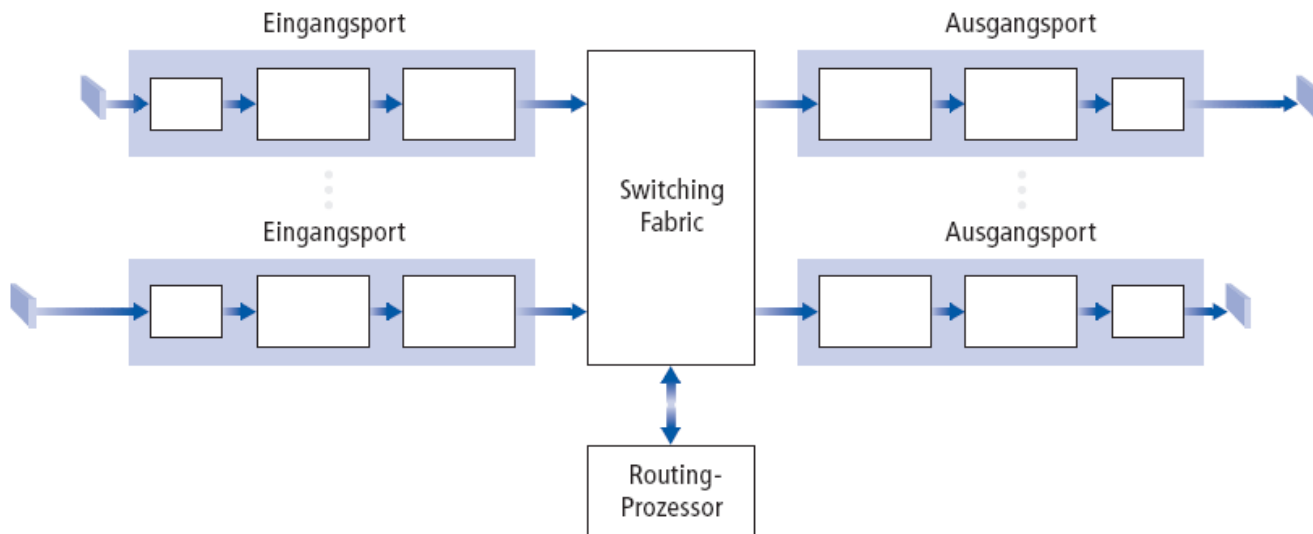 Eingangsport
Ausgangsport
Switching
Fabric
Eingangsport
Ausgangsport
Routing-
Prozessor